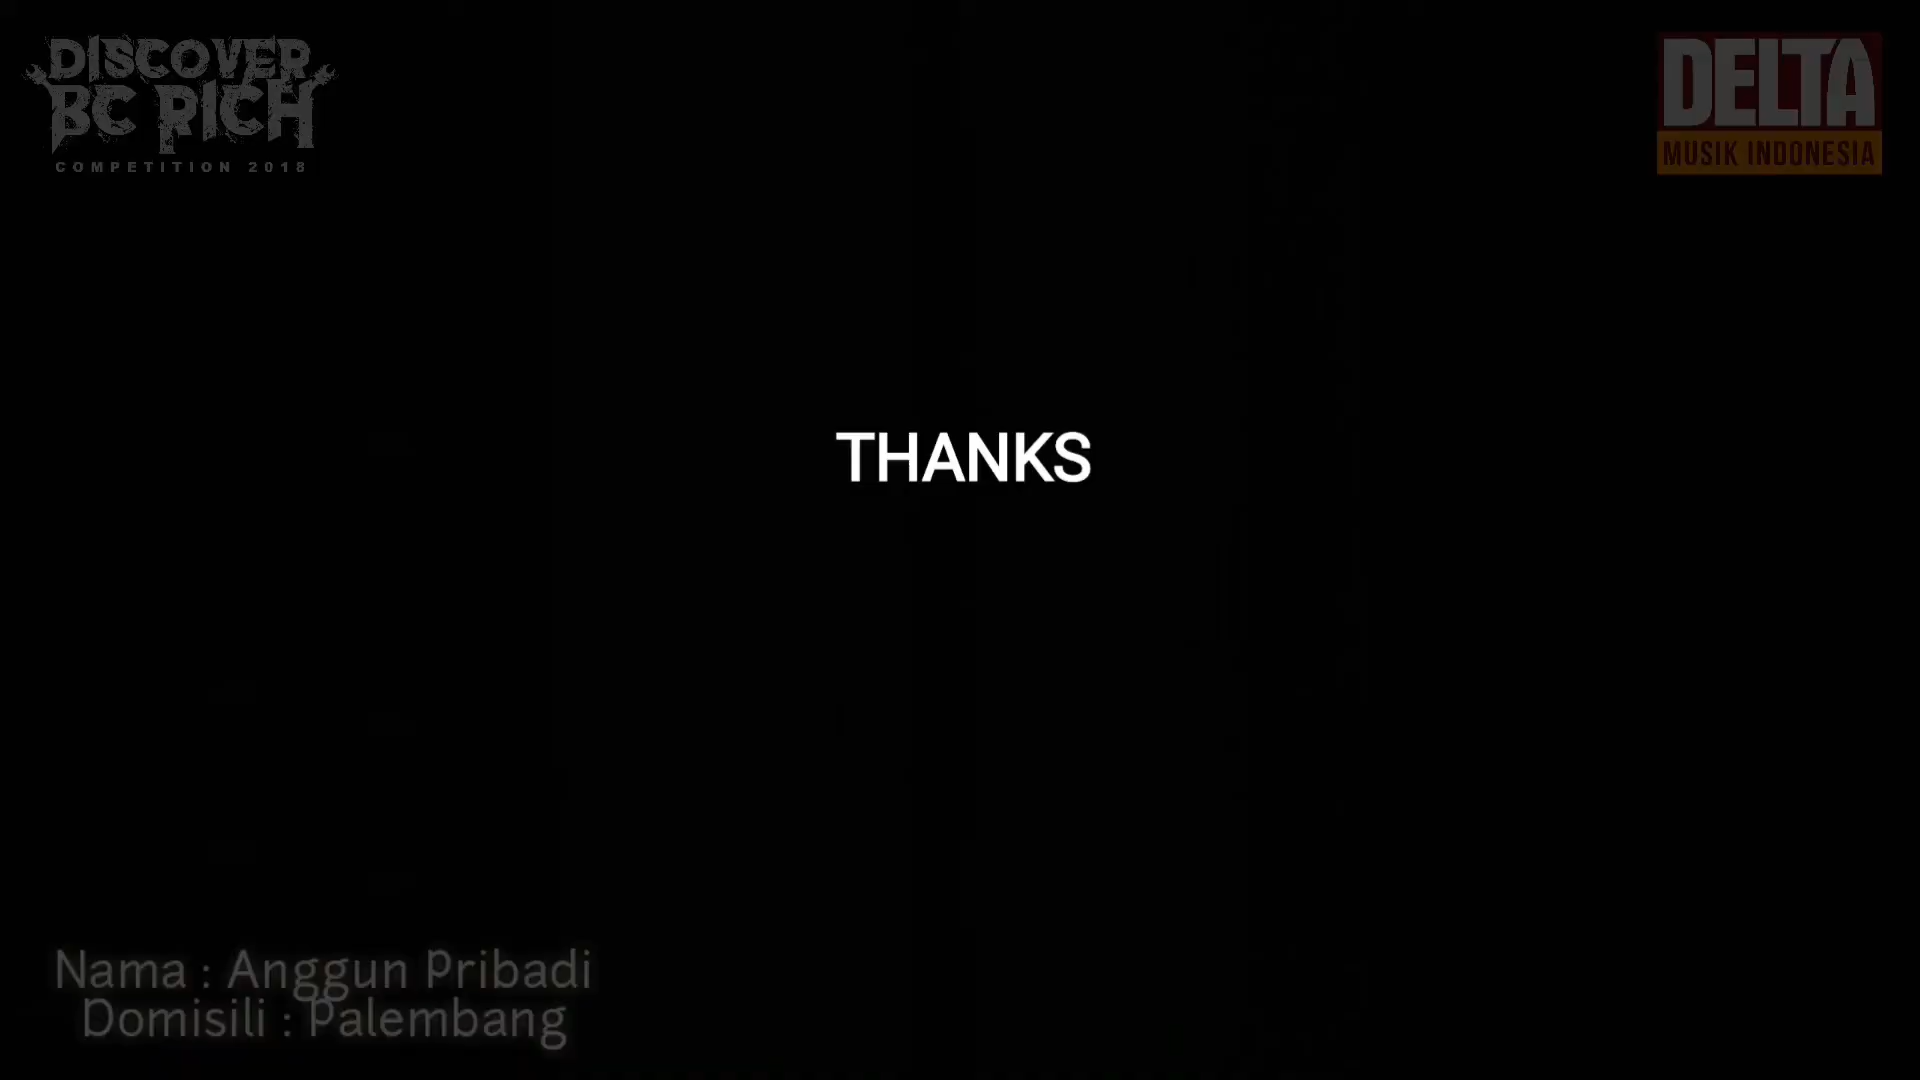 DISCOVER
BC RICH
COMPETITION 2018
DELTA
MUSIK INDONESIA
THANKS
Nama : Anggun Pribadi
Domisili : Palembang